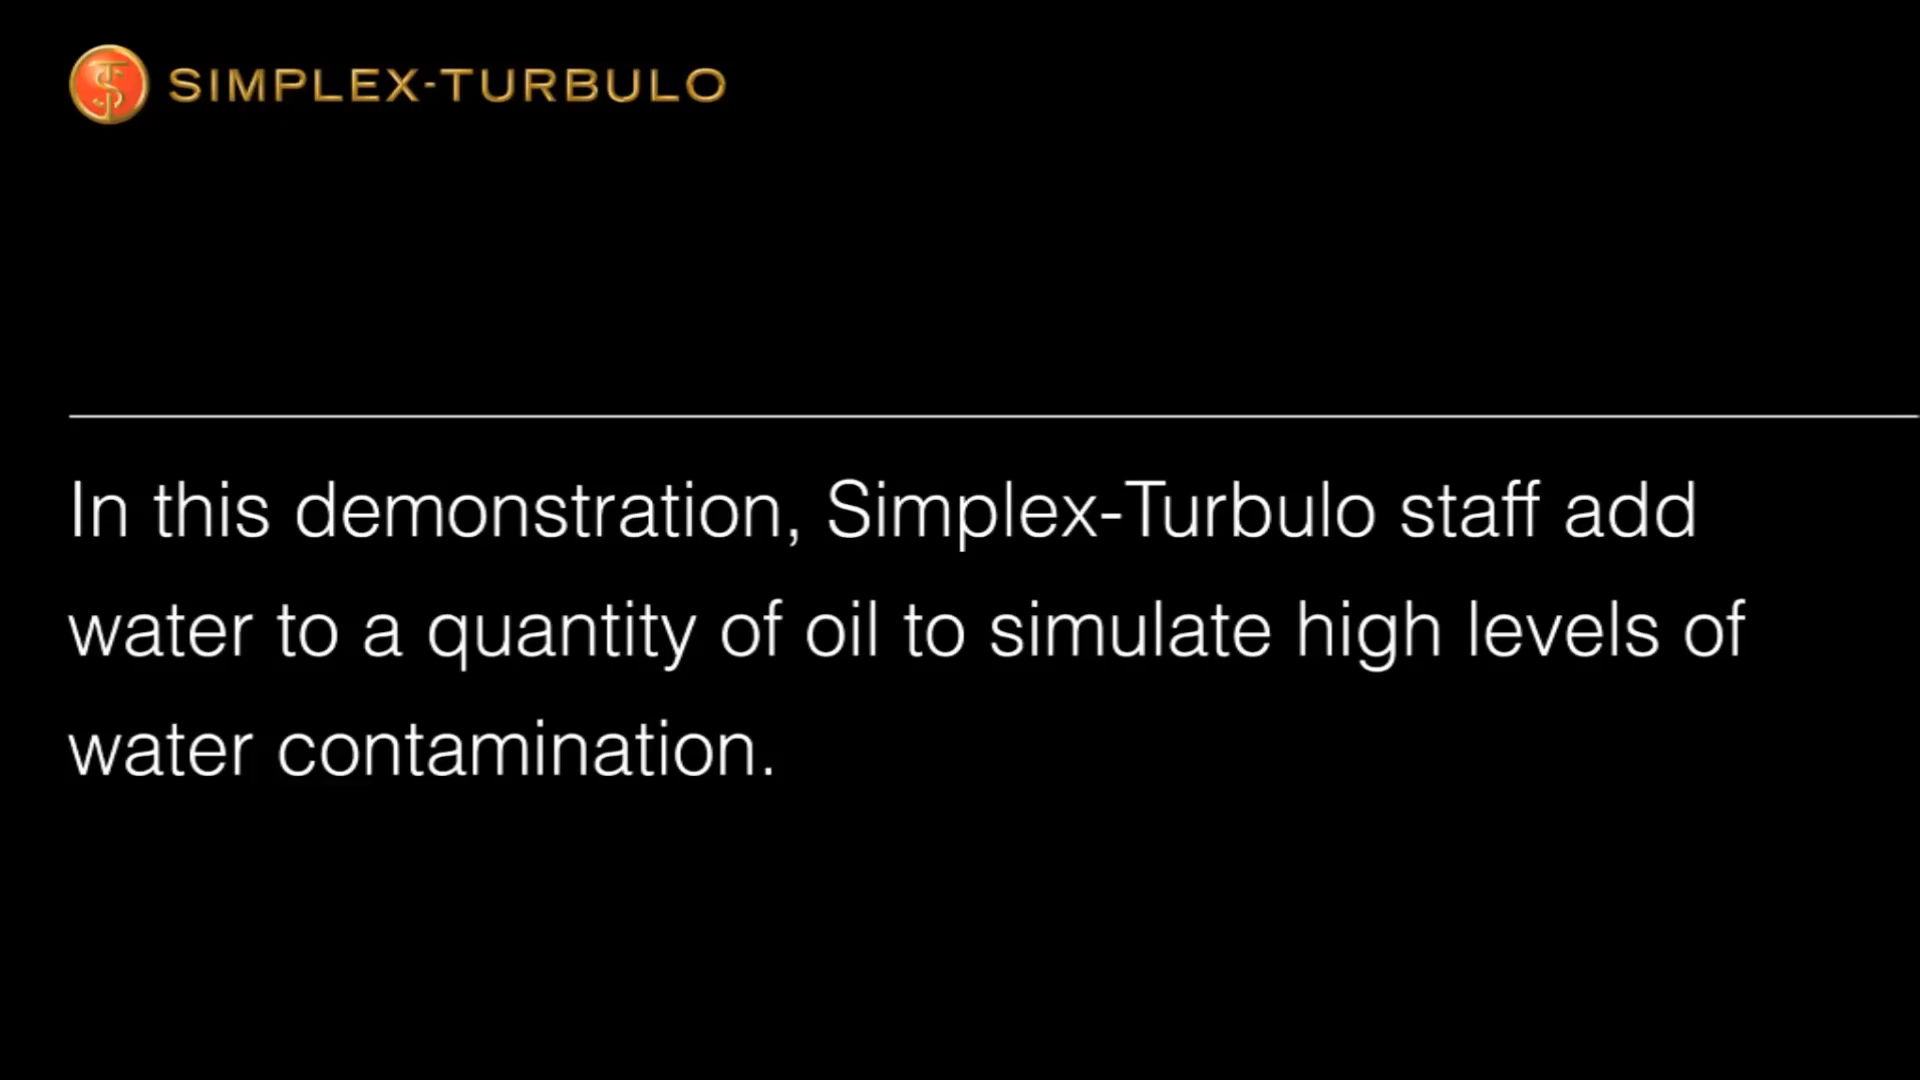 SIMPLEX-TURBULO
In this demonstration, Simplex-Turbulo staff add
water to a quantity of oil to simulate high levels of
water contamination.